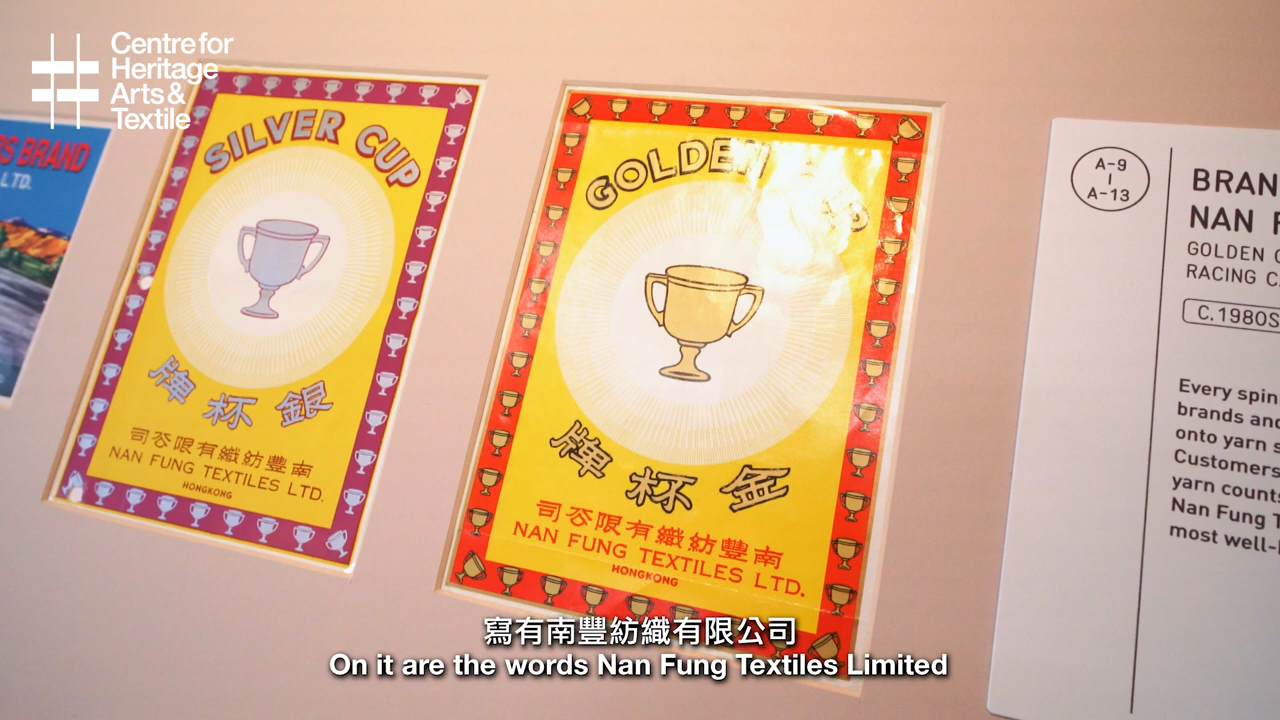 Centre for
Heritage
Arts &
Textile
S BRAND
LTD.
SILVER CUP
牌杯銀
司公限有織紡豐南
NAN FUNG TEXTILES LTD.
HONGKONG
GOLDEN
牌杯金
司公限有織紡豐南
NAN FUNG TEXTILES LTD.
HONGKONG
A-9
I
A-13
BRAN
NAN F
GOLDEN
RACING C
C.1980S
Every spin
brands and
onto yarn s
Customers
yarn count
Nan Fung T
most well-
寫有南豐紡織有限公司
On it are the words Nan Fung Textiles Limited